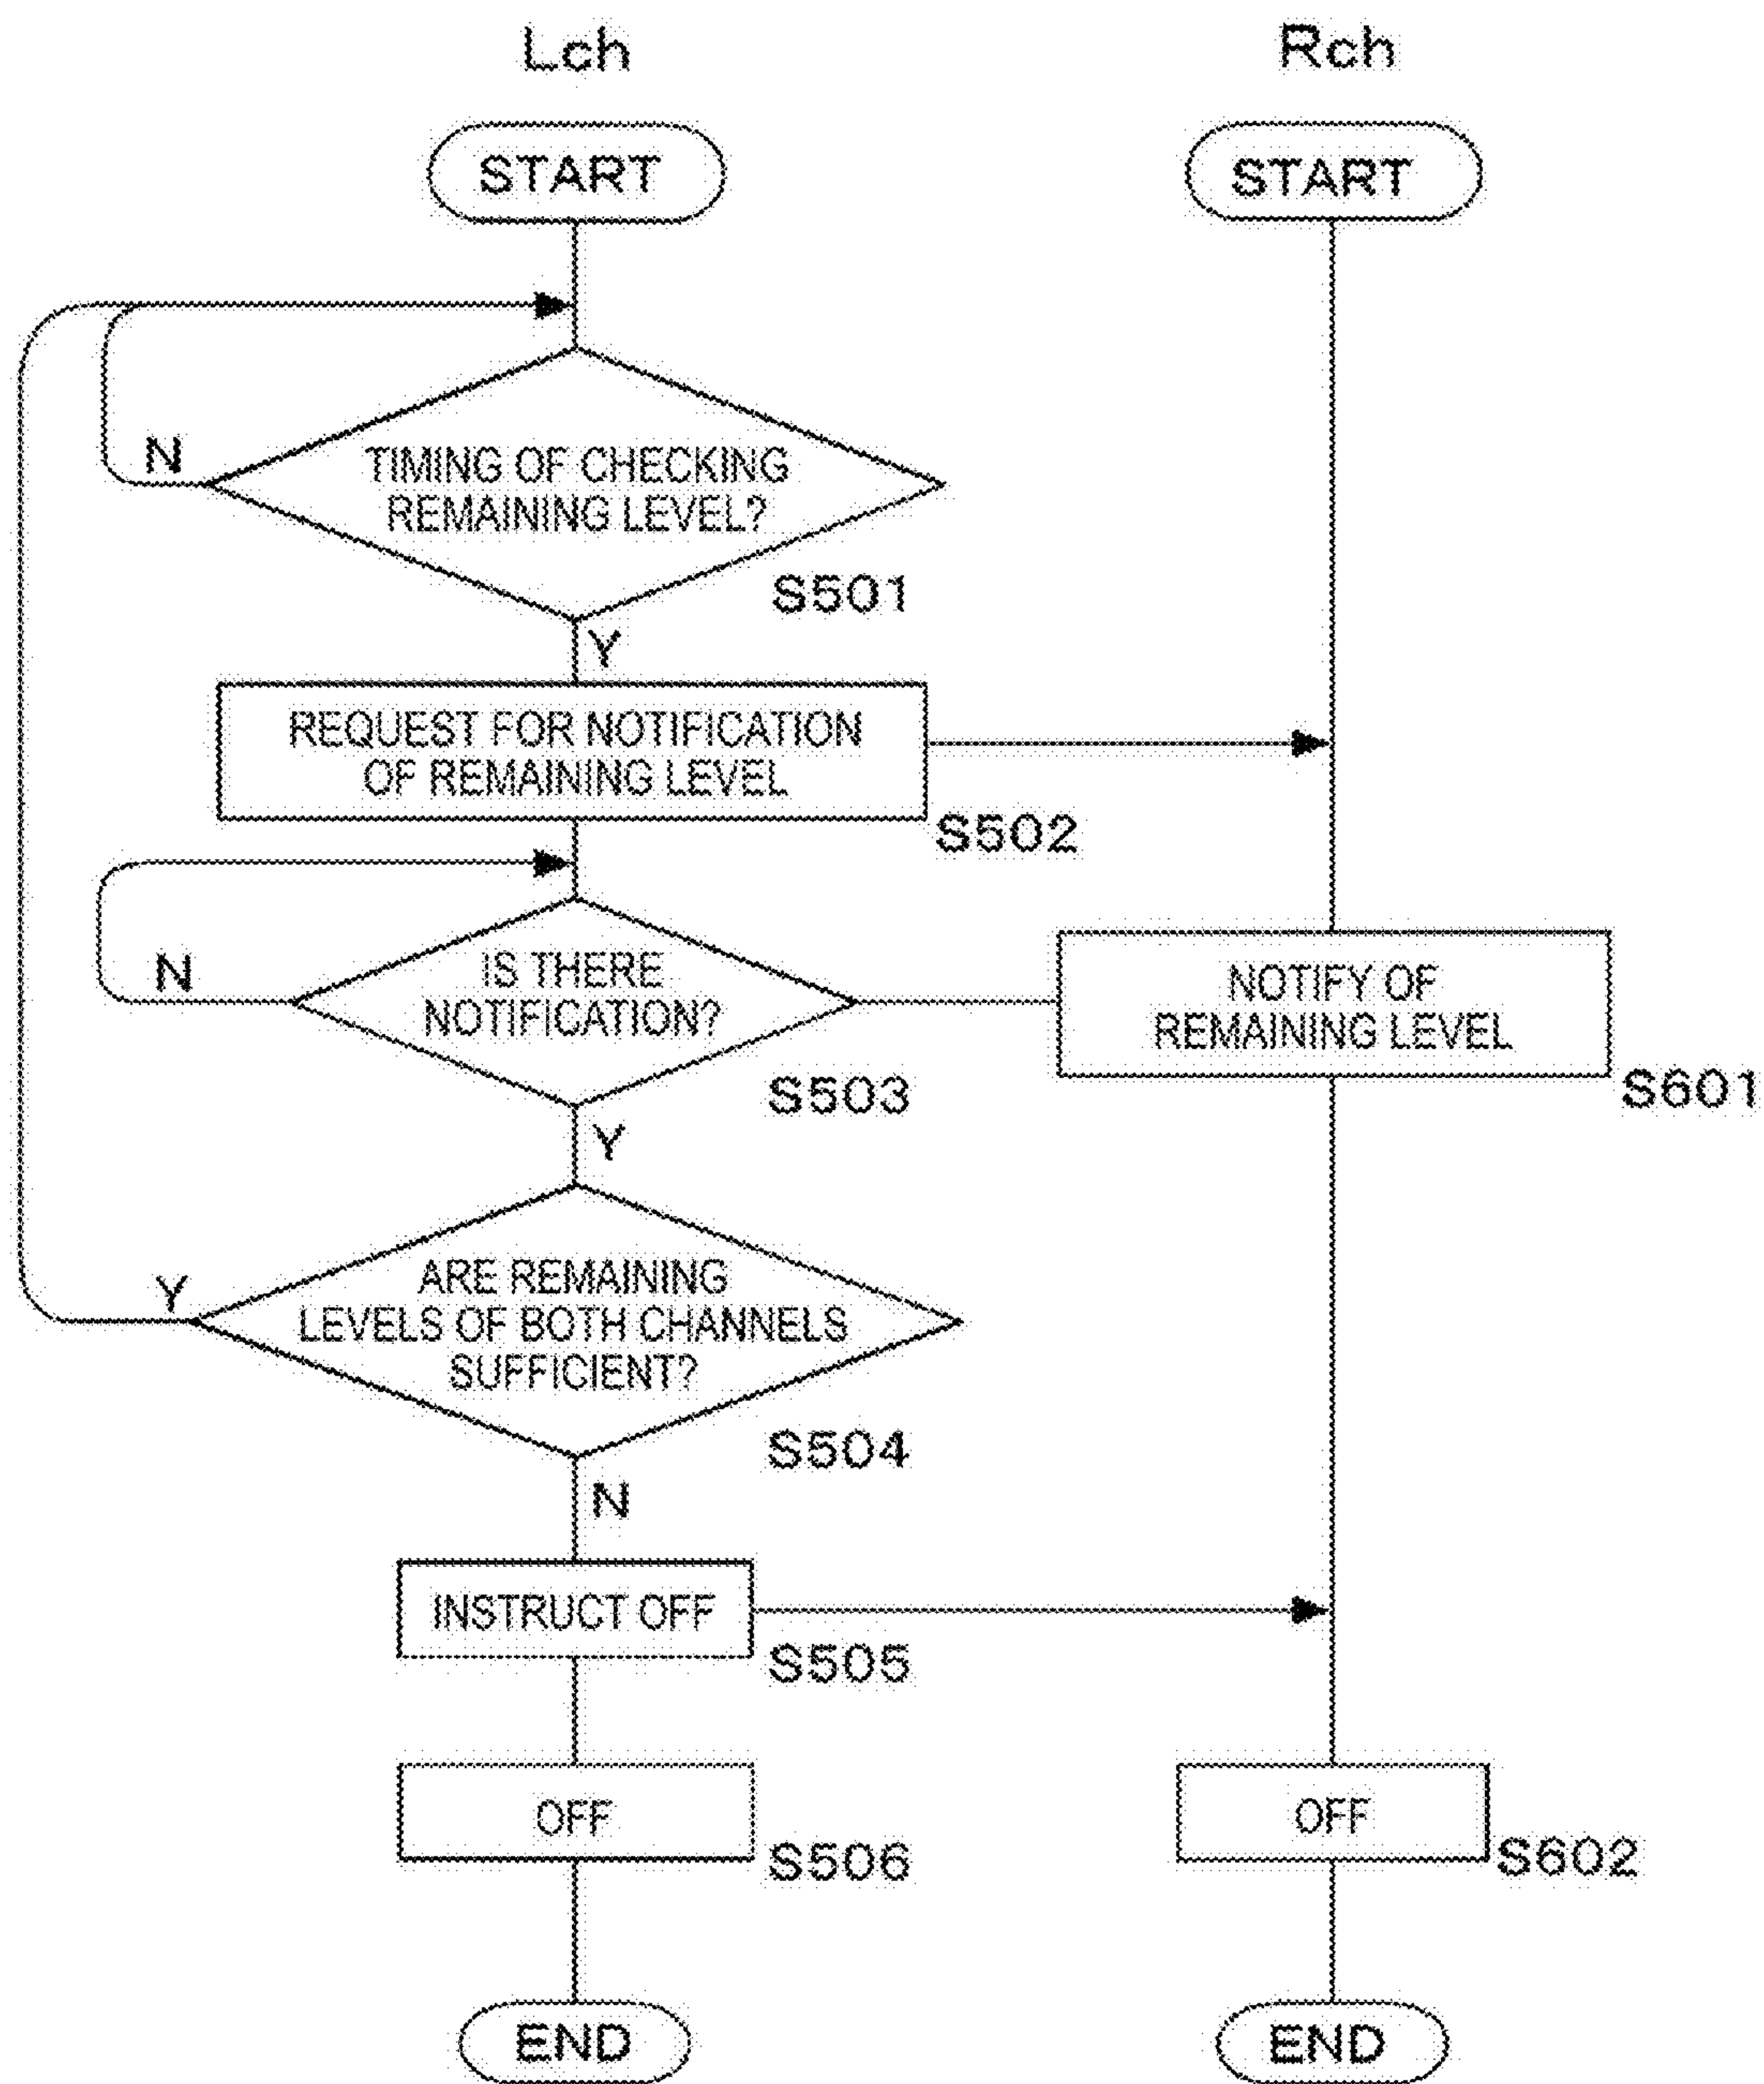 Lch
Rch
START
START
N
TIMING OF CHECKING
REMAINING LEVEL?
S501
Y
REQUEST FOR NOTIFICATION
OF REMAINING LEVEL
S502
N
IS THERE
NOTIFICATION?
S503
NOTIFY OF
REMAINING LEVEL
S601
Y
Y
ARE REMAINING
LEVELS OF BOTH CHANNELS
SUFFICIENT?
S504
N
INSTRUCT OFF
S505
OFF
S506
OFF
S602
END
END